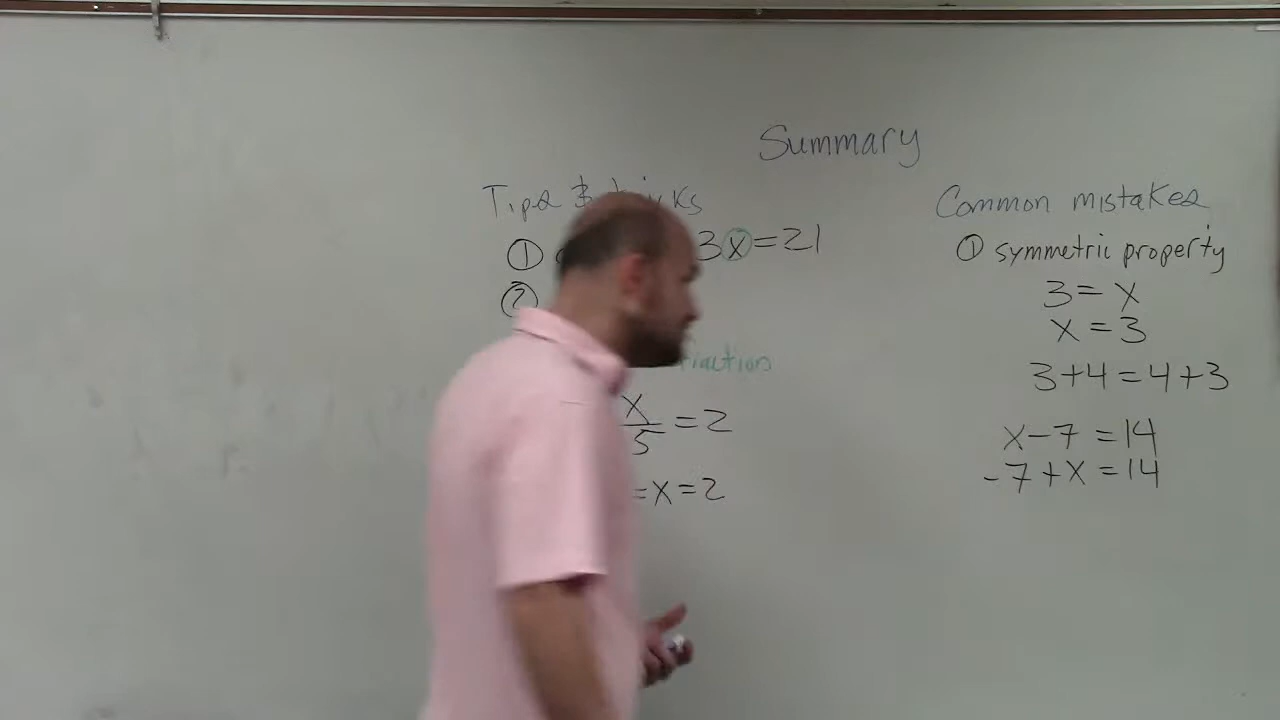 Summary
Tips & tricks
① 3x=21
②
fraction
x/5 = 2
=x=2
Common mistakes
① symmetric property
3 = x
x = 3
3+4=4+3
x-7 = 14
-7+x = 14